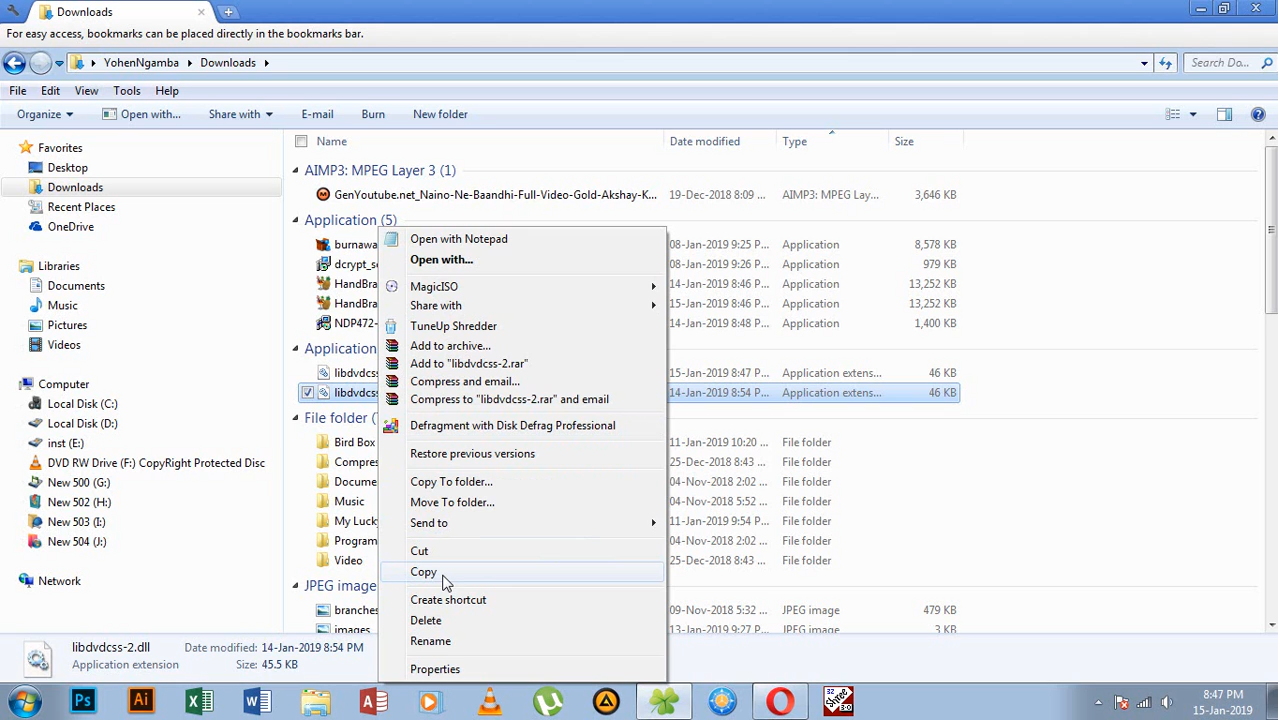 Downloads
For easy access, bookmarks can be placed directly in the bookmarks bar.
YohenNgamba Downloads
Search Do...
File Edit View Tools Help
Organize Open with... Share with E-mail Burn New folder
Favorites
Desktop
Downloads
Recent Places
OneDrive
Libraries
Documents
Music
Pictures
Videos
Computer
Local Disk (C:)
Local Disk (D:)
inst (E:)
DVD RW Drive (F:) CopyRight Protected Disc
New 500 (G:)
New 502 (H:)
New 503 (I:)
New 504 (J:)
Network
Name Date modified Type Size
AIMP3: MPEG Layer 3 (1)
GenYoutube.net_Naino-Ne-Baandhi-Full-Video-Gold-Akshay-K... 19-Dec-2018 8:09 AIMP3: MPEG Lay... 3,646 KB
Application (5)
burnawa 08-Jan-2019 9:25 P... Application 8,578 KB
dcrypt_s 08-Jan-2019 9:26 P... Application 979 KB
HandBra 14-Jan-2019 8:46 P... Application 13,252 KB
HandBra 15-Jan-2019 8:46 P... Application 13,252 KB
NDP472- 14-Jan-2019 8:48 P... Application 1,400 KB
Application
libdvdcss 15-Jan-2019 8:47 P... Application extens... 46 KB
libdvdcss 14-Jan-2019 8:54 P... Application extens... 46 KB
File folder
Bird Box 11-Jan-2019 10:20 ... File folder
Compres 25-Dec-2018 8:43 ... File folder
Docume 04-Nov-2018 2:02 ... File folder
Music 04-Nov-2018 5:52 ... File folder
My Luck 11-Jan-2019 9:54 P... File folder
Program 04-Nov-2018 2:02 ... File folder
Video 25-Dec-2018 8:43 ... File folder
JPEG image
branches 09-Nov-2018 5:32 ... JPEG image 479 KB
images 13-Jan-2019 9:27 P... JPEG image 3 KB
Open with Notepad
Open with...
MagicISO
Share with
TuneUp Shredder
Add to archive...
Add to "libdvdcss-2.rar"
Compress and email...
Compress to "libdvdcss-2.rar" and email
Defragment with Disk Defrag Professional
Restore previous versions
Copy To folder...
Move To folder...
Send to
Cut
Copy
Create shortcut
Delete
Rename
Properties
libdvdcss-2.dll Date modified: 14-Jan-2019 8:54 PM
Application extension Size: 45.5 KB
Ps Ai
8:47 PM
15-Jan-2019